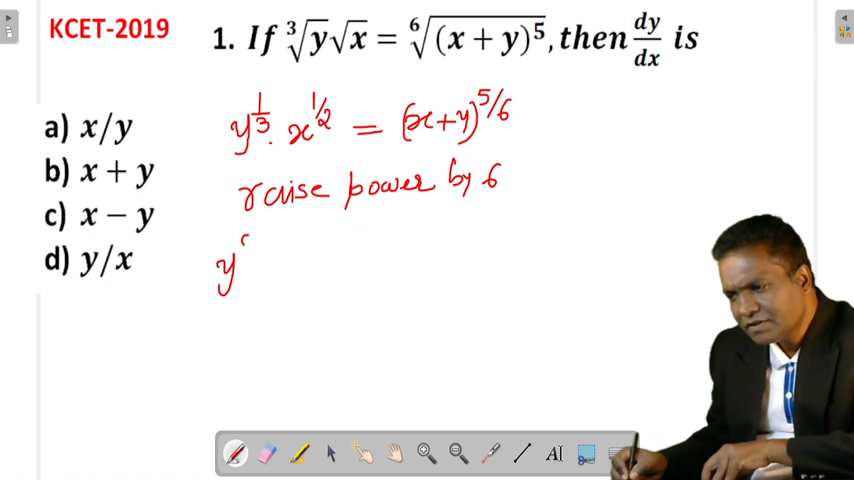 KCET-2019
1. If ∛y√x = ⁶√(x + y)⁵, then dy/dx is
a) x/y
b) x + y
c) x − y
d) y/x
y^1/3 . x^1/2 = (x+y)^5/6
raise power by 6
y
AI